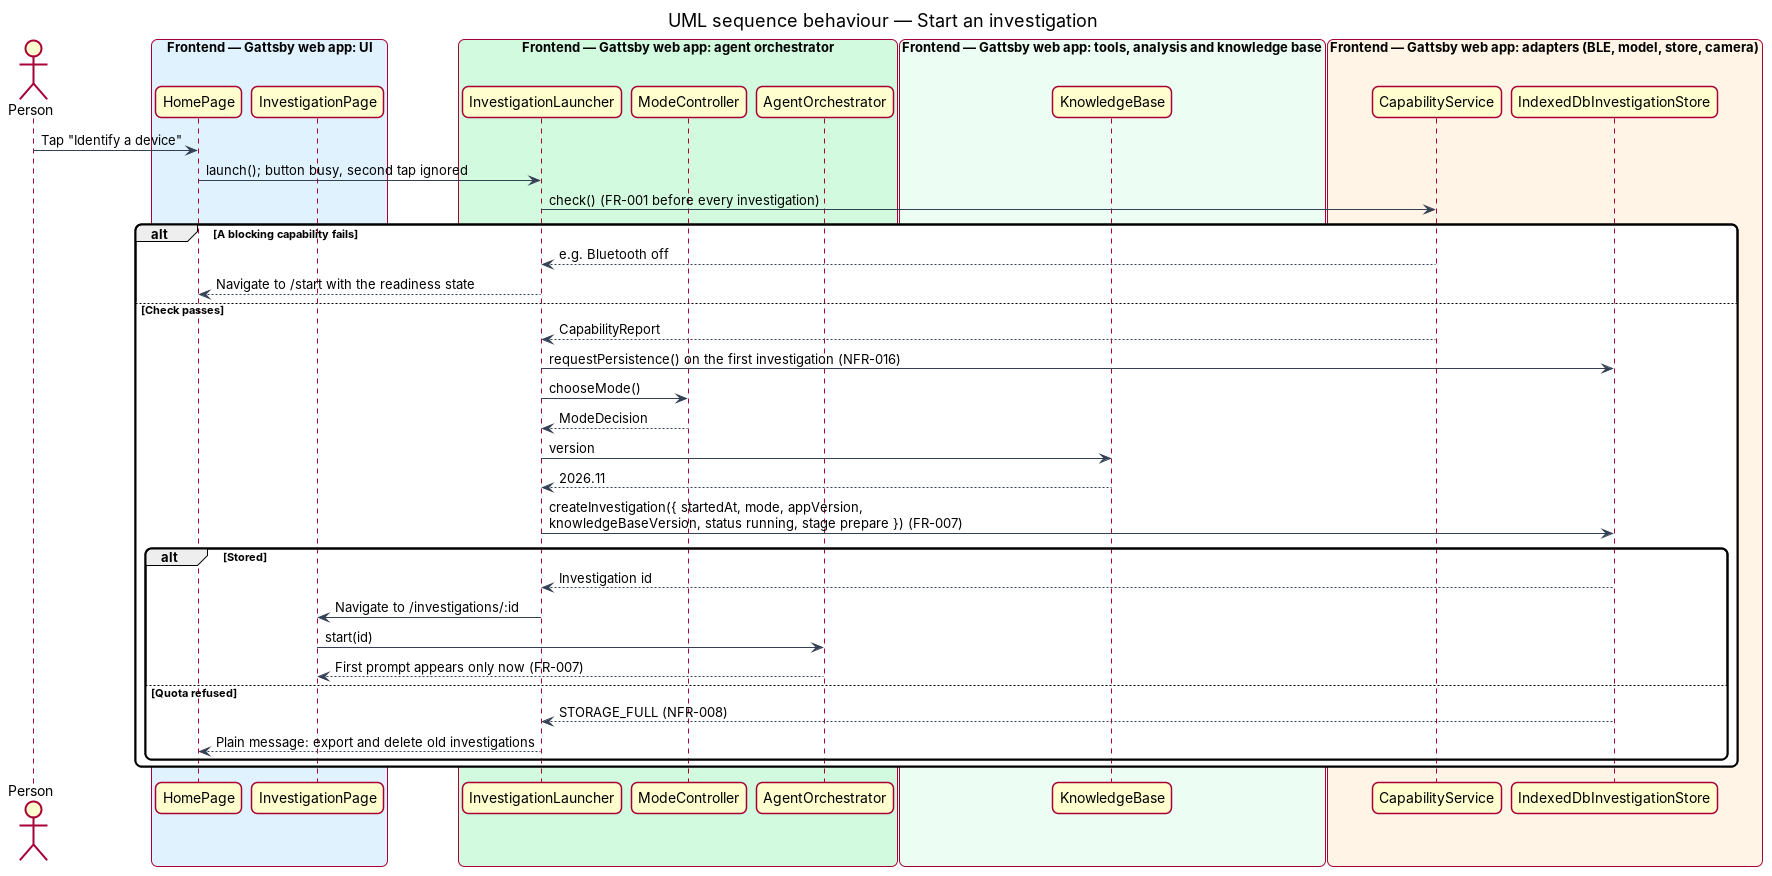 UML sequence behaviour — Start an investigation
Frontend — Gattsby web app: UI
Frontend — Gattsby web app: agent orchestrator
Frontend — Gattsby web app: tools, analysis and knowledge base
Frontend — Gattsby web app: adapters (BLE, model, store, camera)
Person
HomePage
InvestigationPage
InvestigationLauncher
ModeController
AgentOrchestrator
KnowledgeBase
CapabilityService
IndexedDbInvestigationStore
Tap "Identify a device"
launch(); button busy, second tap ignored
check() (FR-001 before every investigation)
alt
[A blocking capability fails]
e.g. Bluetooth off
Navigate to /start with the readiness state
[Check passes]
CapabilityReport
requestPersistence() on the first investigation (NFR-016)
chooseMode()
ModeDecision
version
2026.11
createInvestigation({ startedAt, mode, appVersion,
knowledgeBaseVersion, status running, stage prepare }) (FR-007)
alt
[Stored]
Investigation id
Navigate to /investigations/:id
start(id)
First prompt appears only now (FR-007)
[Quota refused]
STORAGE_FULL (NFR-008)
Plain message: export and delete old investigations
Person
HomePage
InvestigationPage
InvestigationLauncher
ModeController
AgentOrchestrator
KnowledgeBase
CapabilityService
IndexedDbInvestigationStore